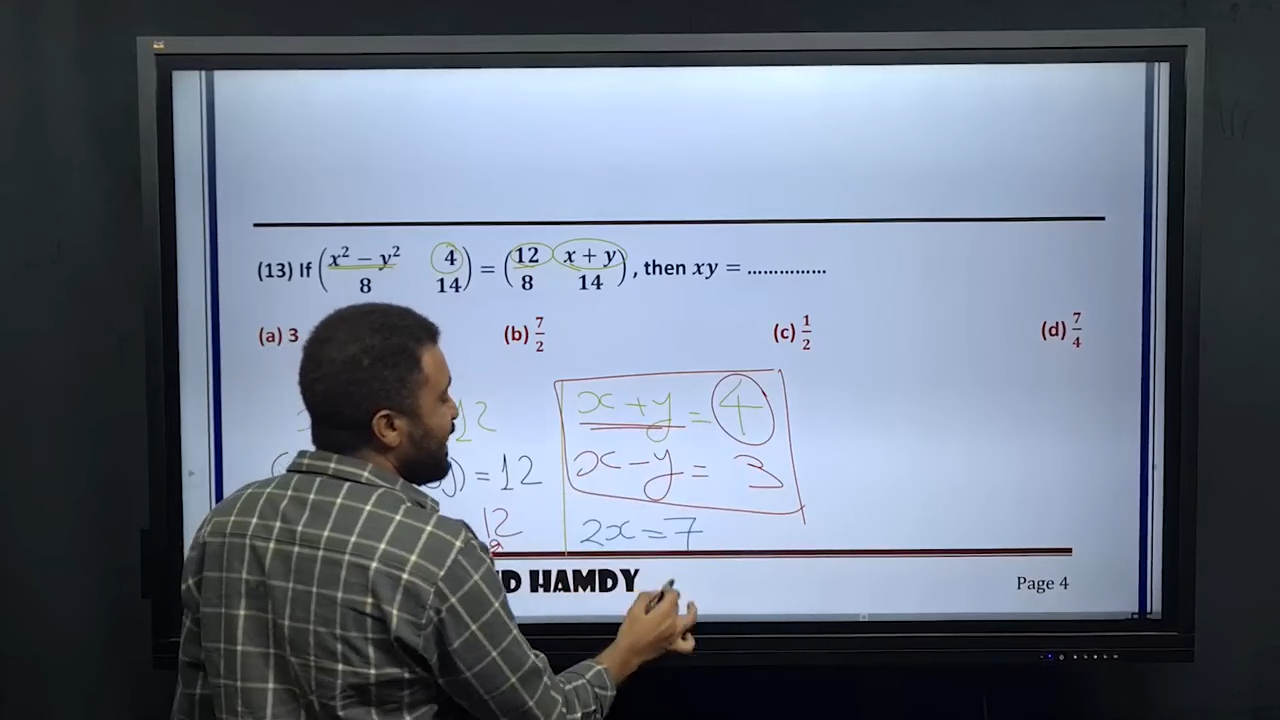 (13) If (x² − y² 4 8 14) = (12 x + y 8 14), then xy = ...............
(a) 3 (b) 7/2 (c) 1/2 (d) 7/4
12
) = 12
12
x + y = 4
x - y = 3
2x = 7
D HAMDY
Page 4